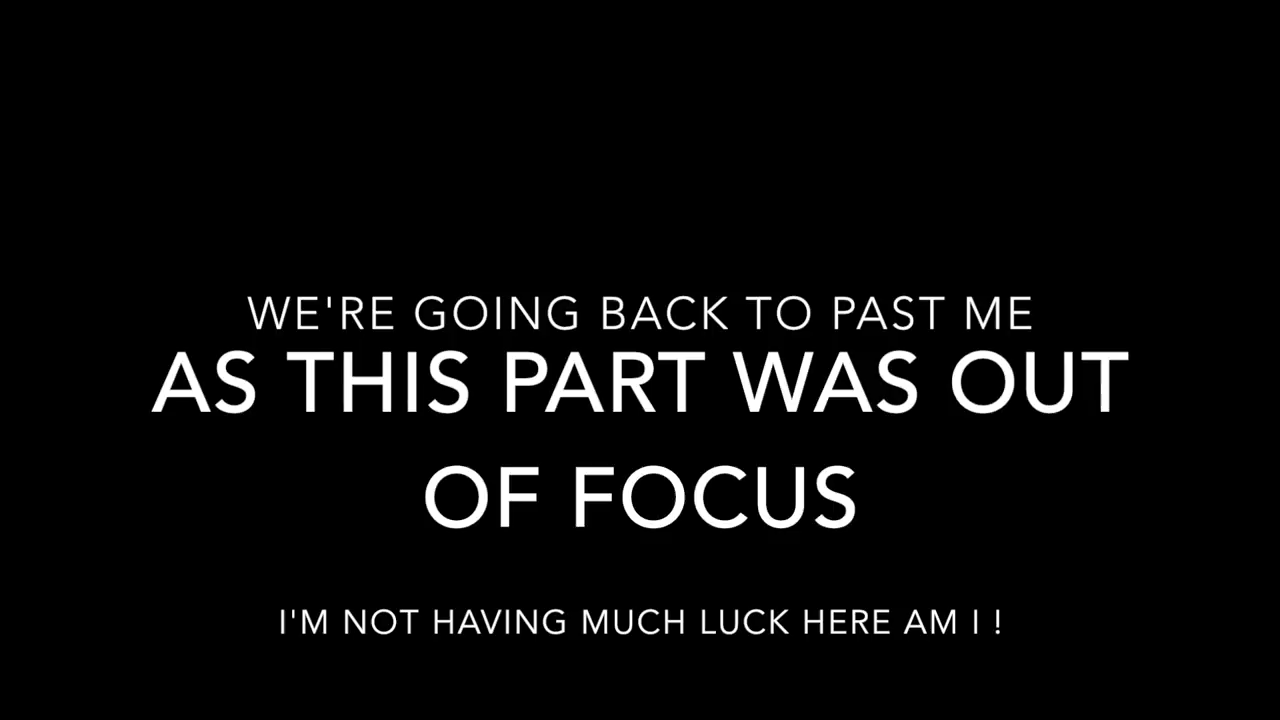 WE'RE GOING BACK TO PAST ME
AS THIS PART WAS OUT
OF FOCUS
I'M NOT HAVING MUCH LUCK HERE AM I !